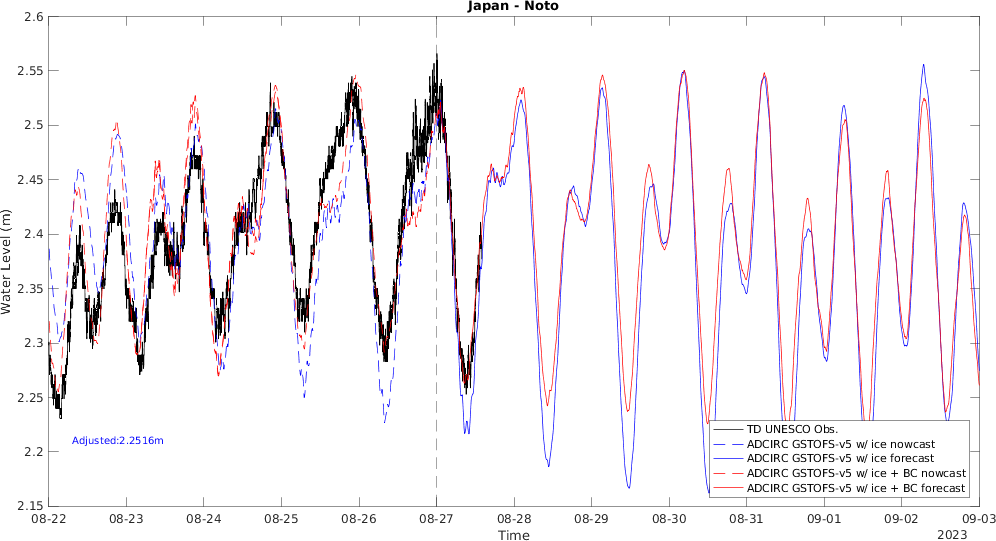 Japan - Noto
Water Level (m)
2.6
2.55
2.5
2.45
2.4
2.35
2.3
2.25
2.2
2.15
Adjusted:2.2516m
TD UNESCO Obs.
ADCIRC GSTOFS-v5 w/ ice nowcast
ADCIRC GSTOFS-v5 w/ ice forecast
ADCIRC GSTOFS-v5 w/ ice + BC nowcast
ADCIRC GSTOFS-v5 w/ ice + BC forecast
08-22 08-23 08-24 08-25 08-26 08-27 08-28 08-29 08-30 08-31 09-01 09-02 09-03
Time
2023